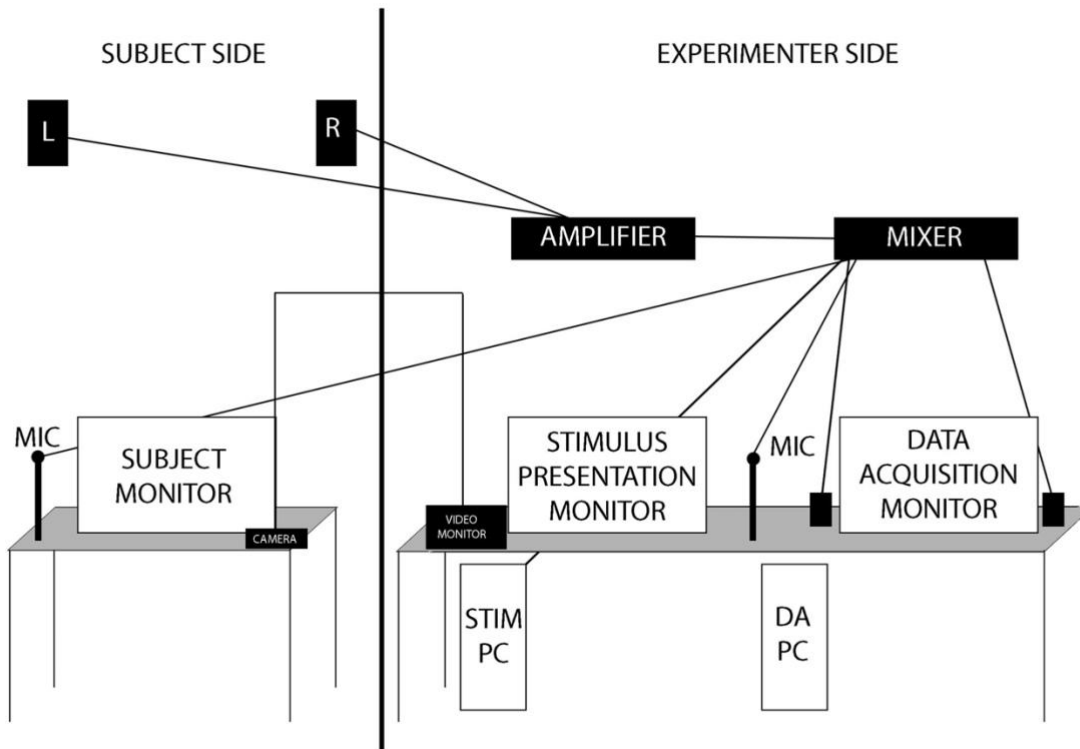 SUBJECT SIDE
EXPERIMENTER SIDE
L
R
AMPLIFIER
MIXER
MIC
SUBJECT
MONITOR
CAMERA
VIDEO
MONITOR
STIMULUS
PRESENTATION
MONITOR
MIC
DATA
ACQUISITION
MONITOR
STIM
PC
DA
PC